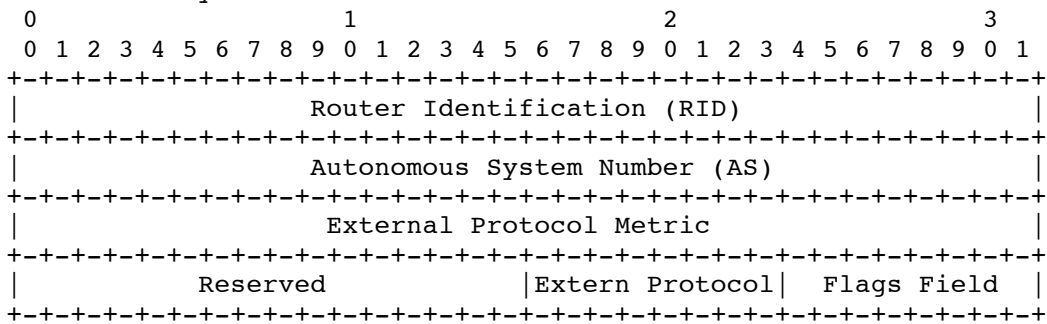 0                   1                   2                   3
 0 1 2 3 4 5 6 7 8 9 0 1 2 3 4 5 6 7 8 9 0 1 2 3 4 5 6 7 8 9 0 1
+-+-+-+-+-+-+-+-+-+-+-+-+-+-+-+-+-+-+-+-+-+-+-+-+-+-+-+-+-+-+-+-+
|                  Router Identification (RID)                  |
+-+-+-+-+-+-+-+-+-+-+-+-+-+-+-+-+-+-+-+-+-+-+-+-+-+-+-+-+-+-+-+-+
|                  Autonomous System Number (AS)                |
+-+-+-+-+-+-+-+-+-+-+-+-+-+-+-+-+-+-+-+-+-+-+-+-+-+-+-+-+-+-+-+-+
|                   External Protocol Metric                    |
+-+-+-+-+-+-+-+-+-+-+-+-+-+-+-+-+-+-+-+-+-+-+-+-+-+-+-+-+-+-+-+-+
|           Reserved            |Extern Protocol|  Flags Field  |
+-+-+-+-+-+-+-+-+-+-+-+-+-+-+-+-+-+-+-+-+-+-+-+-+-+-+-+-+-+-+-+-+